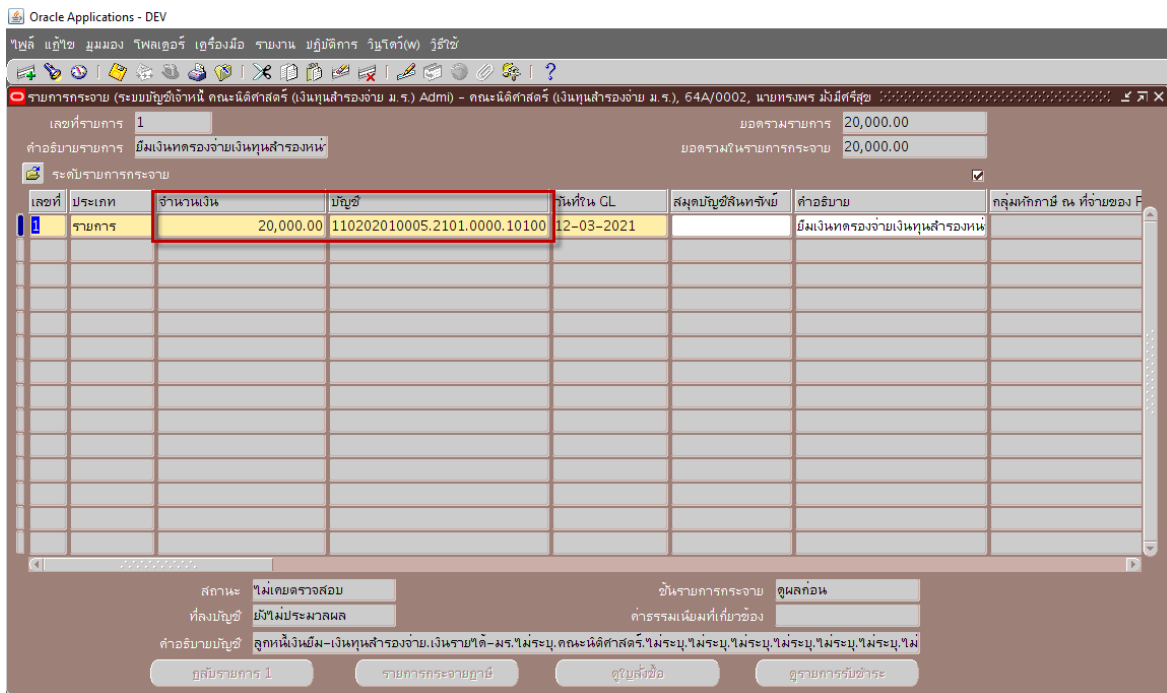 Oracle Applications - DEV
ไฟล์ แก้ไข มุมมอง โฟลเดอร์ เครื่องมือ รายงาน ปฏิบัติการ วินโดว์(W) วิธีใช้
รายการกระจาย (ระบบบัญชีเจ้าหนี้ คณะนิติศาสตร์ (เงินทุนสำรองจ่าย ม.ร.) Admi) – คณะนิติศาสตร์ (เงินทุนสำรองจ่าย ม.ร.), 64A/0002, นายทรงพร มั่งมีศรีสุข
เลขที่รายการ 1 ยอดรวมรายการ 20,000.00
คำอธิบายรายการ ยืมเงินทดรองจ่ายเงินทุนสำรองหน่ ยอดรวมในรายการกระจาย 20,000.00
ระดับรายการกระจาย
เลขที่ ประเภท จำนวนเงิน บัญชี วันที่ใน GL สมุดบัญชีสินทรัพย์ คำอธิบาย กลุ่มหักภาษี ณ ที่จ่ายของ
1 รายการ 20,000.00 110202010005.2101.0000.10100 12-03-2021 ยืมเงินทดรองจ่ายเงินทุนสำรองหน่
สถานะ ไม่เคยตรวจสอบ ชั้นรายการกระจาย ดูผลก่อน
ที่ลงบัญชี ยังไม่ประมวลผล ค่าธรรมเนียมที่เกี่ยวข้อง
คำอธิบายบัญชี ลูกหนี้เงินยืม–เงินทุนสำรองจ่าย.เงินรายได้–มร.ไม่ระบุ.คณะนิติศาสตร์.ไม่ระบุ.ไม่ระบุ.ไม่ระบุ.ไม่ระบุ.ไม่ระบุ.ไม่ระบุ.ไม่
กลับรายการ 1 รายการกระจายภาษี ดูใบสั่งซื้อ ดูรายการรับชำระ